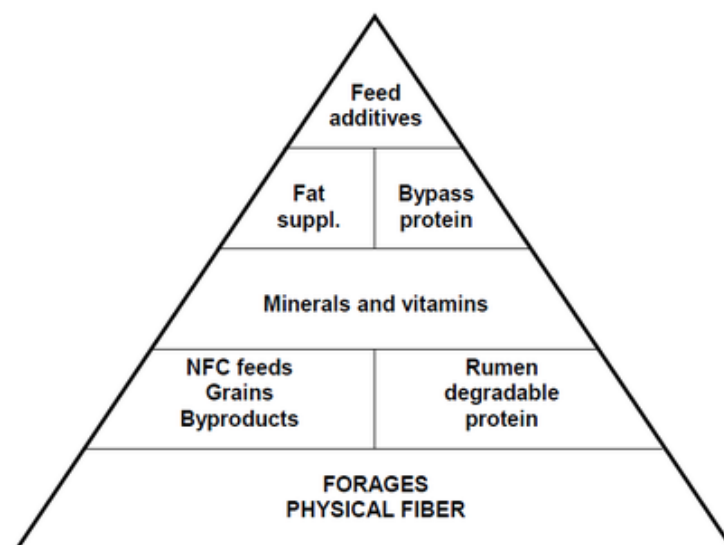 Feed
additives
Fat
suppl.
Bypass
protein
Minerals and vitamins
NFC feeds
Grains
Byproducts
Rumen
degradable
protein
FORAGES
PHYSICAL FIBER